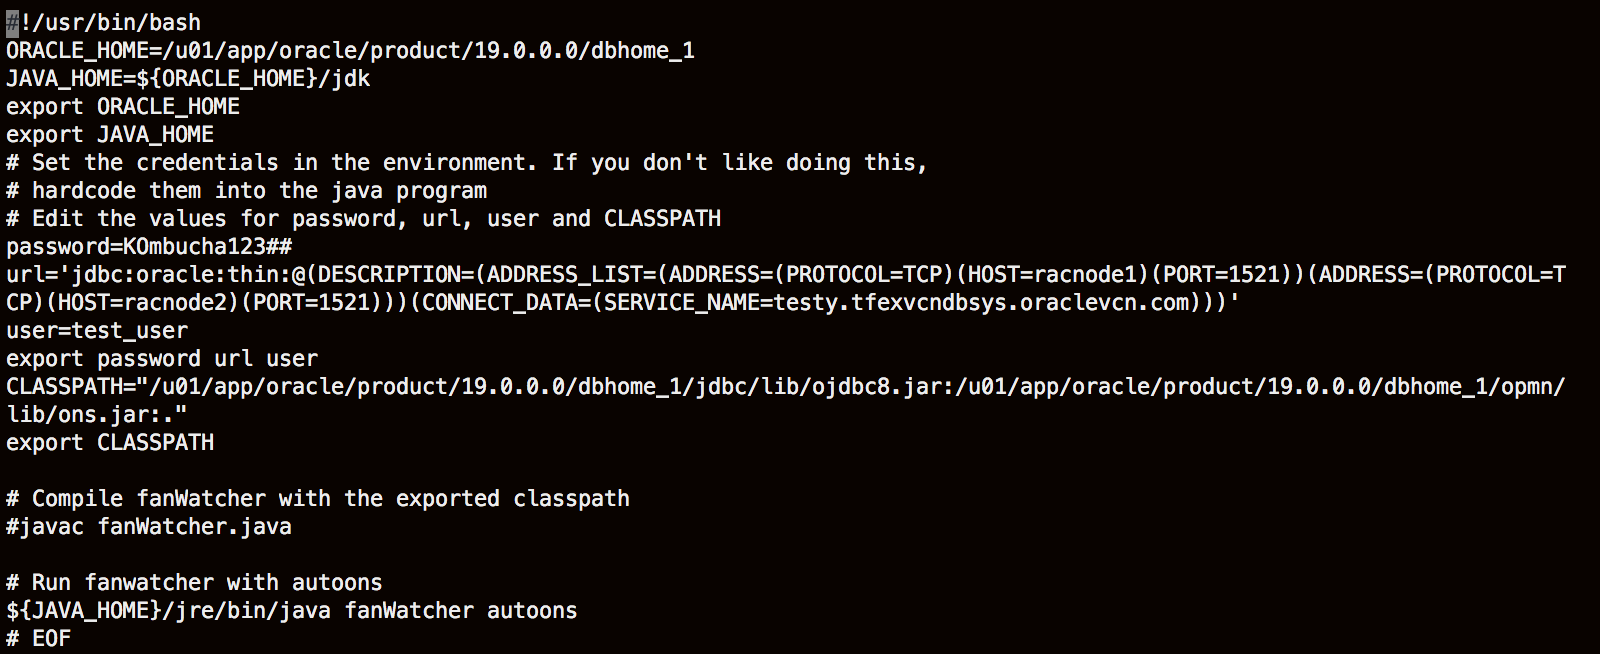 #!/usr/bin/bash
ORACLE_HOME=/u01/app/oracle/product/19.0.0.0/dbhome_1
JAVA_HOME=${ORACLE_HOME}/jdk
export ORACLE_HOME
export JAVA_HOME
# Set the credentials in the environment. If you don't like doing this,
# hardcode them into the java program
# Edit the values for password, url, user and CLASSPATH
password=KOmbucha123##
url='jdbc:oracle:thin:@(DESCRIPTION=(ADDRESS_LIST=(ADDRESS=(PROTOCOL=TCP)(HOST=racnode1)(PORT=1521))(ADDRESS=(PROTOCOL=T
CP)(HOST=racnode2)(PORT=1521)))(CONNECT_DATA=(SERVICE_NAME=testy.tfexvcndbsys.oraclevcn.com)))'
user=test_user
export password url user
CLASSPATH="/u01/app/oracle/product/19.0.0.0/dbhome_1/jdbc/lib/ojdbc8.jar:/u01/app/oracle/product/19.0.0.0/dbhome_1/opmn/
lib/ons.jar:."
export CLASSPATH

# Compile fanWatcher with the exported classpath
#javac fanWatcher.java

# Run fanwatcher with autoons
${JAVA_HOME}/jre/bin/java fanWatcher autoons
# EOF